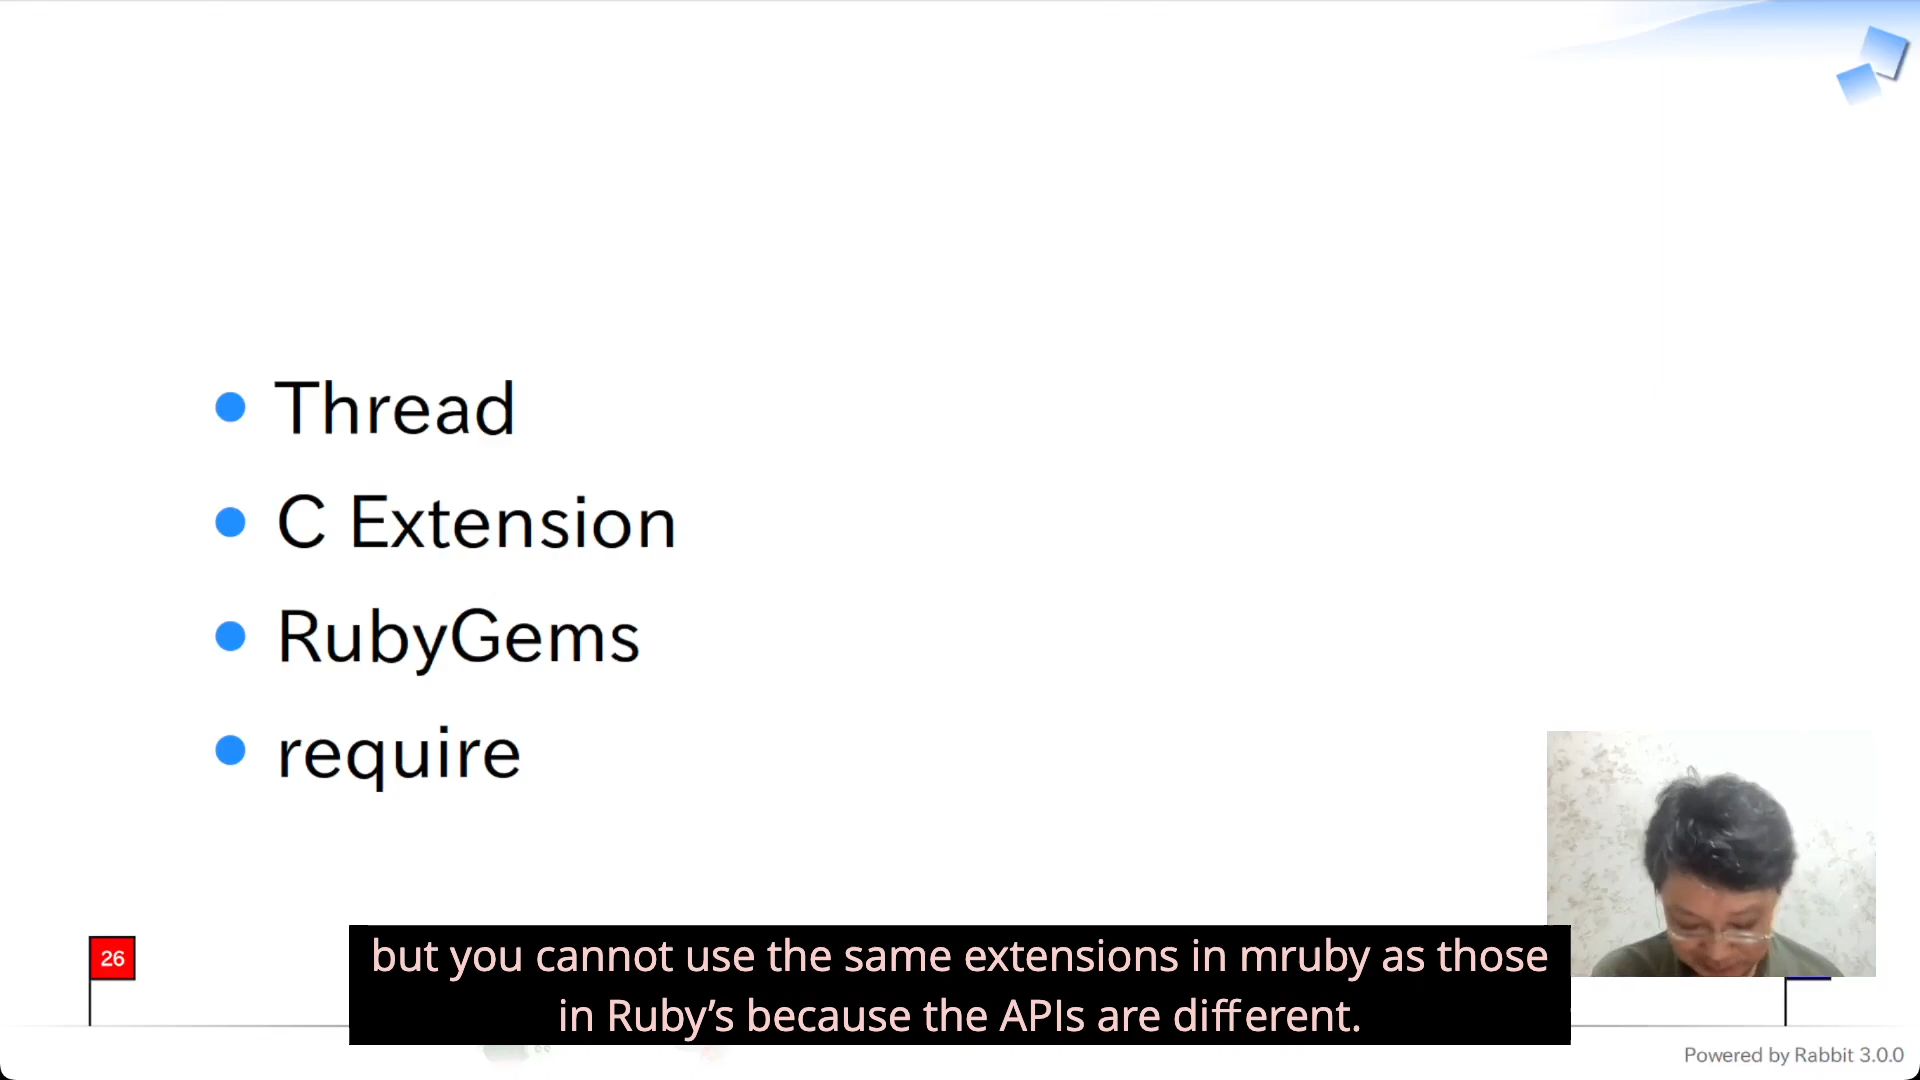 Thread
C Extension
RubyGems
require
26
but you cannot use the same extensions in mruby as those
in Ruby’s because the APIs are different.
Powered by Rabbit 3.0.0